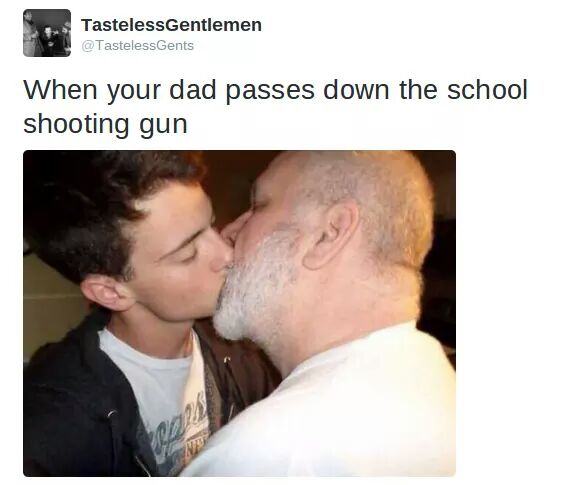 TastelessGentlemen
@TastelessGents
When your dad passes down the school
shooting gun